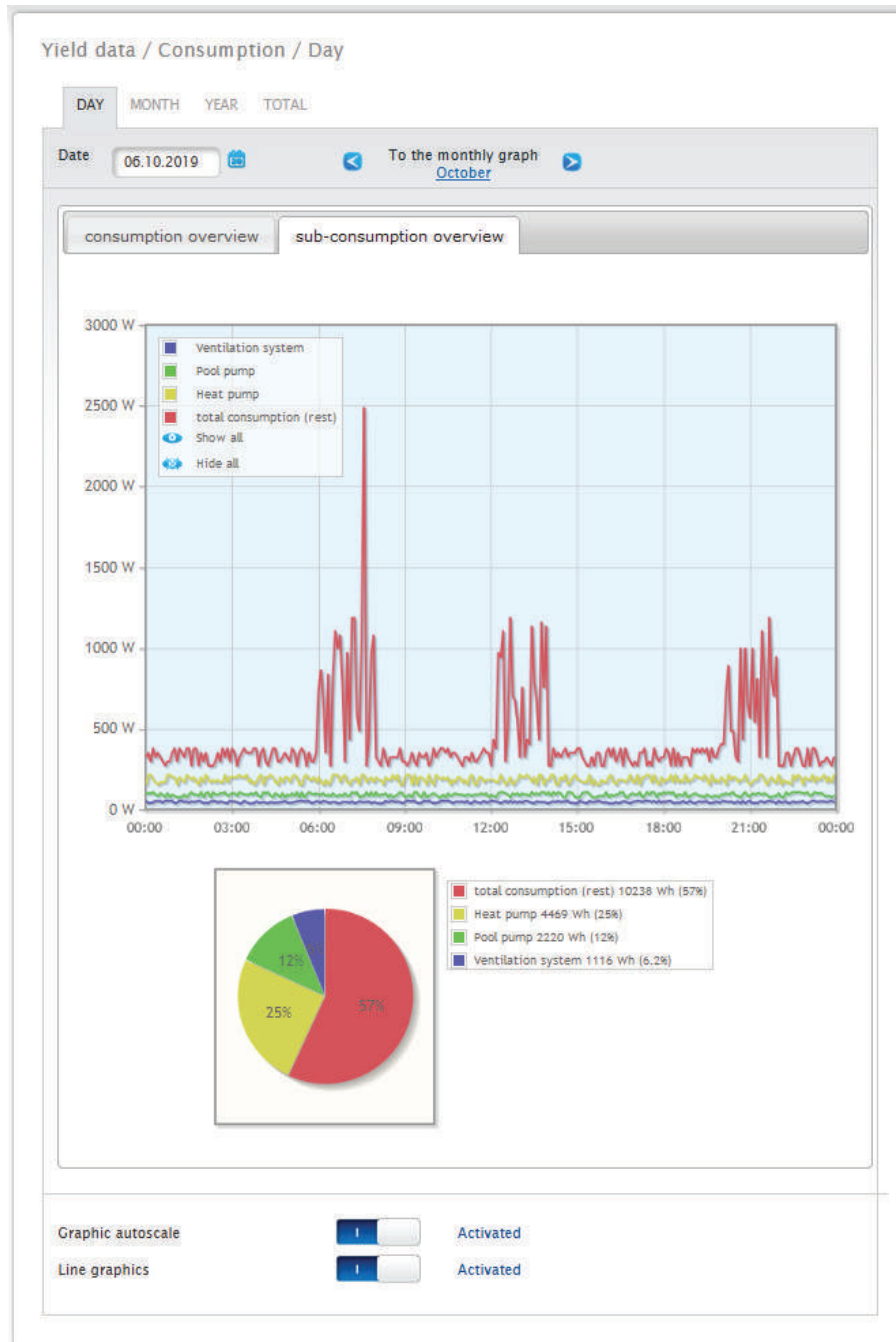 Yield data / Consumption / Day
DAY MONTH YEAR TOTAL
Date 06.10.2019 To the monthly graph
October
consumption overview sub-consumption overview
3000 W
2500 W
2000 W
1500 W
1000 W
500 W
0 W
Ventilation system
Pool pump
Heat pump
total consumption (rest)
Show all
Hide all
00:00 03:00 06:00 09:00 12:00 15:00 18:00 21:00 00:00
57%
25%
12%
total consumption (rest) 10238 Wh (57%)
Heat pump 4469 Wh (25%)
Pool pump 2220 Wh (12%)
Ventilation system 1116 Wh (6.2%)
Graphic autoscale I Activated
Line graphics I Activated